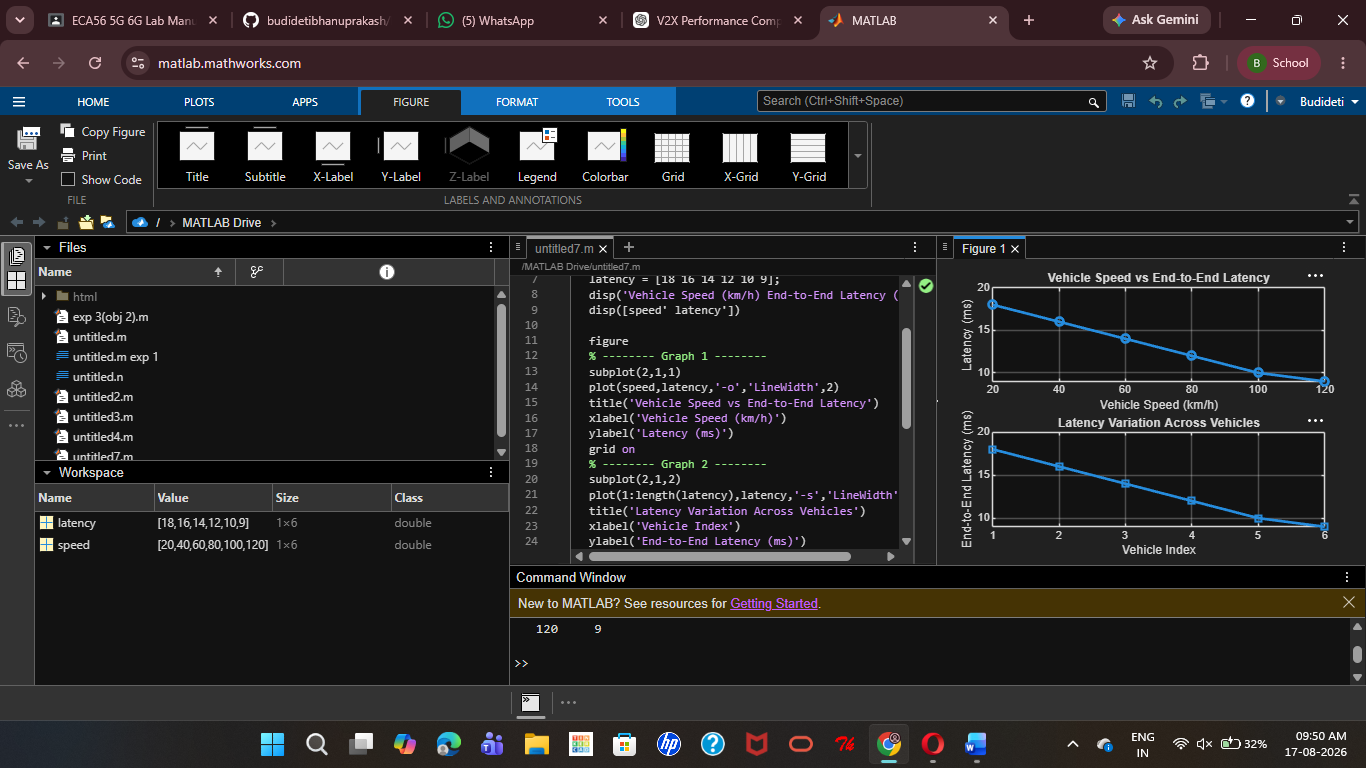 ECA56 5G 6G Lab Manu
budidetibhanuprakash/
(5) WhatsApp
V2X Performance Comp
MATLAB
Ask Gemini
matlab.mathworks.com
B School
HOME PLOTS APPS FIGURE FORMAT TOOLS
Search (Ctrl+Shift+Space)
Budideti
Save As
Copy Figure
Print
Show Code
FILE
Title Subtitle X-Label Y-Label Z-Label Legend Colorbar Grid X-Grid Y-Grid
LABELS AND ANNOTATIONS
/ > MATLAB Drive >
Files
Name
html
exp 3(obj 2).m
untitled.m
untitled.m exp 1
untitled.n
untitled2.m
untitled3.m
untitled4.m
untitled7.m
Workspace
Name Value Size Class
latency [18,16,14,12,10,9] 1×6 double
speed [20,40,60,80,100,120] 1×6 double
untitled7.m
/MATLAB Drive/untitled7.m
7 latency = [18 16 14 12 10 9];
8 disp('Vehicle Speed (km/h) End-to-End Latency (
9 disp([speed' latency'])
10
11 figure
12 % -------- Graph 1 --------
13 subplot(2,1,1)
14 plot(speed,latency,'-o','LineWidth',2)
15 title('Vehicle Speed vs End-to-End Latency')
16 xlabel('Vehicle Speed (km/h)')
17 ylabel('Latency (ms)')
18 grid on
19 % -------- Graph 2 --------
20 subplot(2,1,2)
21 plot(1:length(latency),latency,'-s','LineWidth'
22 title('Latency Variation Across Vehicles')
23 xlabel('Vehicle Index')
24 ylabel('End-to-End Latency (ms)')
Figure 1
Vehicle Speed vs End-to-End Latency
Latency (ms)
20
15
10
20 40 60 80 100 120
Vehicle Speed (km/h)
Latency Variation Across Vehicles
End-to-End Latency (ms)
20
15
10
1 2 3 4 5 6
Vehicle Index
Command Window
New to MATLAB? See resources for Getting Started.
120 9
>>
ENG
IN
32%
09:50 AM
17-08-2026